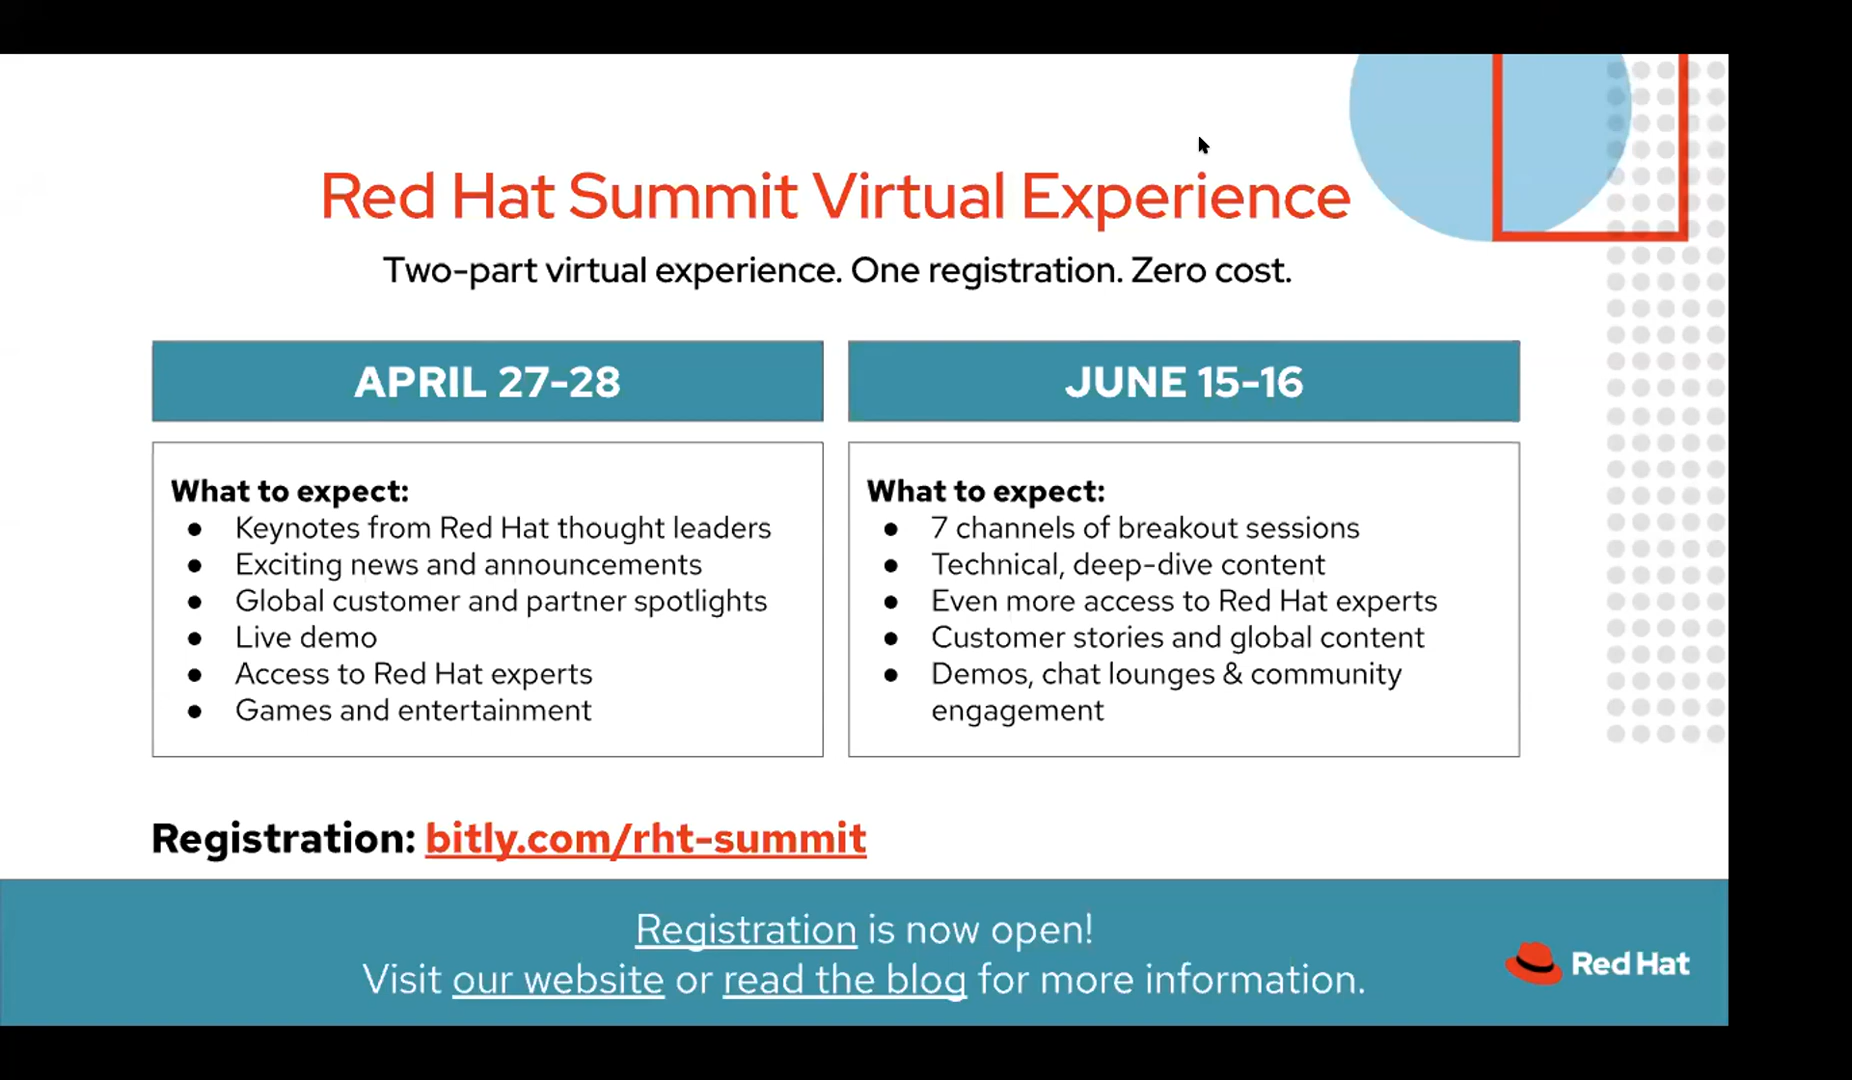 Red Hat Summit Virtual Experience
Two-part virtual experience. One registration. Zero cost.
APRIL 27-28
What to expect:
● Keynotes from Red Hat thought leaders
● Exciting news and announcements
● Global customer and partner spotlights
● Live demo
● Access to Red Hat experts
● Games and entertainment
JUNE 15-16
What to expect:
● 7 channels of breakout sessions
● Technical, deep-dive content
● Even more access to Red Hat experts
● Customer stories and global content
● Demos, chat lounges & community
engagement
Registration: bitly.com/rht-summit
Registration is now open!
Visit our website or read the blog for more information.
Red Hat